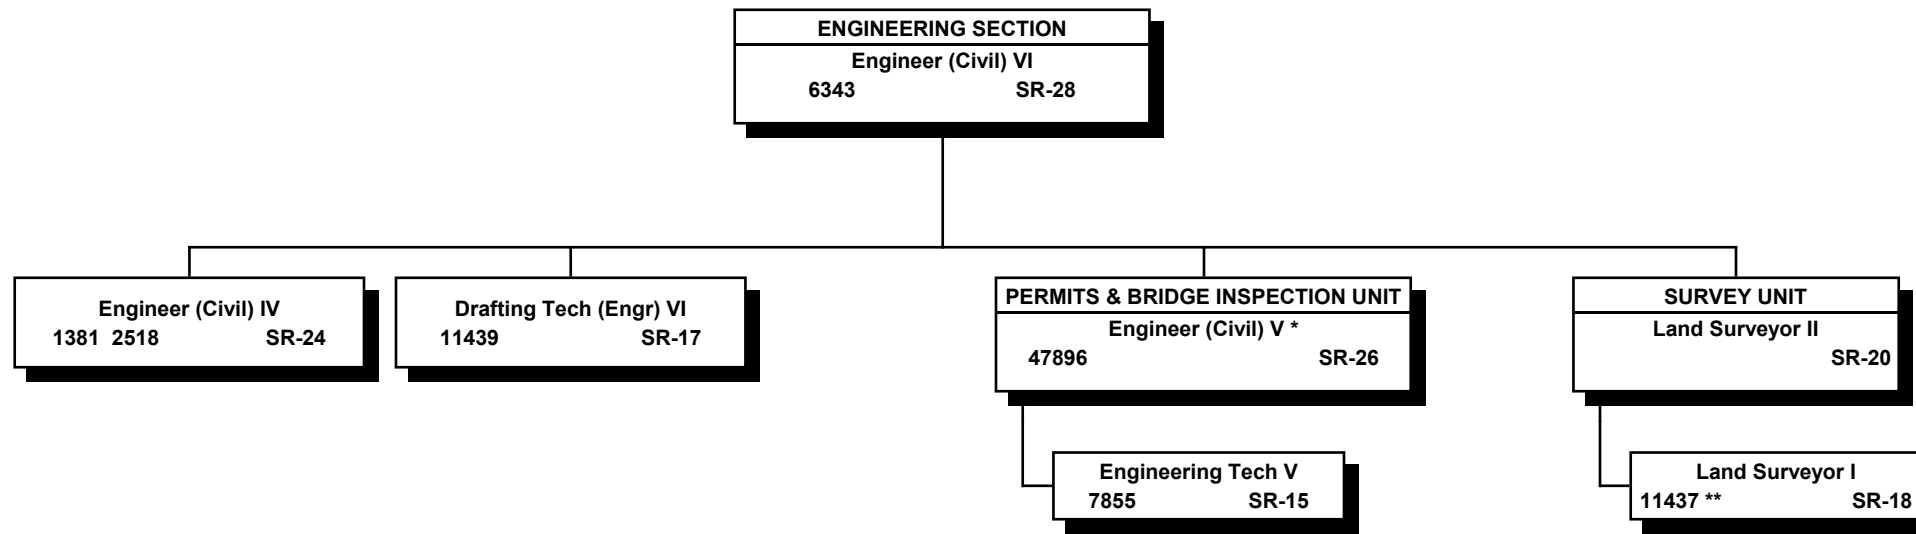 ENGINEERING SECTION
Engineer (Civil) VI
6343 SR-28
Engineer (Civil) IV
1381 2518 SR-24
Drafting Tech (Engr) VI
11439 SR-17
PERMITS & BRIDGE INSPECTION UNIT
Engineer (Civil) V *
47896 SR-26
Engineering Tech V
7855 SR-15
SURVEY UNIT
Land Surveyor II
SR-20
Land Surveyor I
11437 ** SR-18